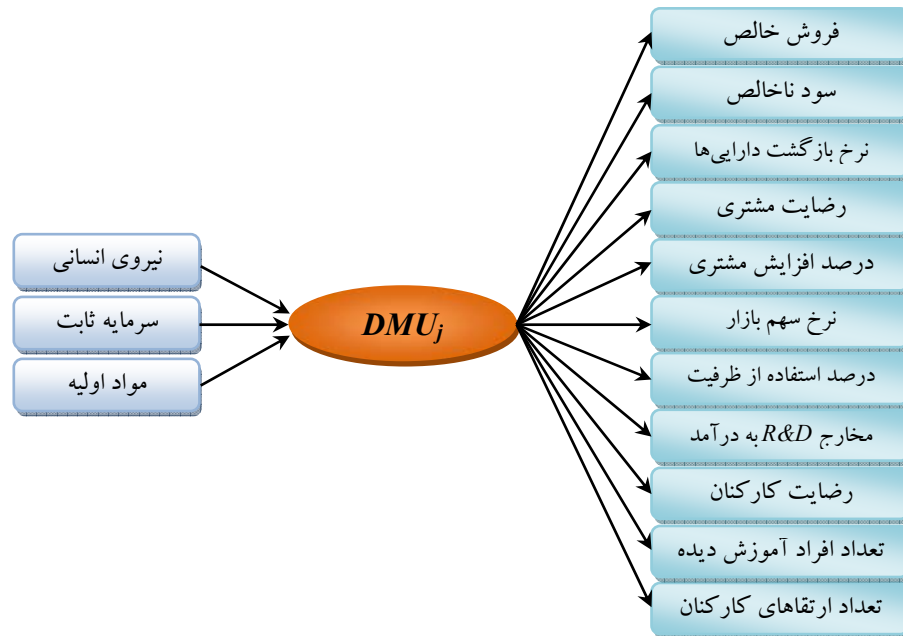 فروش خالص
سود ناخالص
نرخ بازگشت دارایی‌ها
رضایت مشتری
درصد افزایش مشتری
نرخ سهم بازار
درصد استفاده از ظرفیت
مخارج R&D به درآمد
رضایت کارکنان
تعداد افراد آموزش دیده
تعداد ارتقاهای کارکنان
DMUj
نیروی انسانی
سرمایه ثابت
مواد اولیه